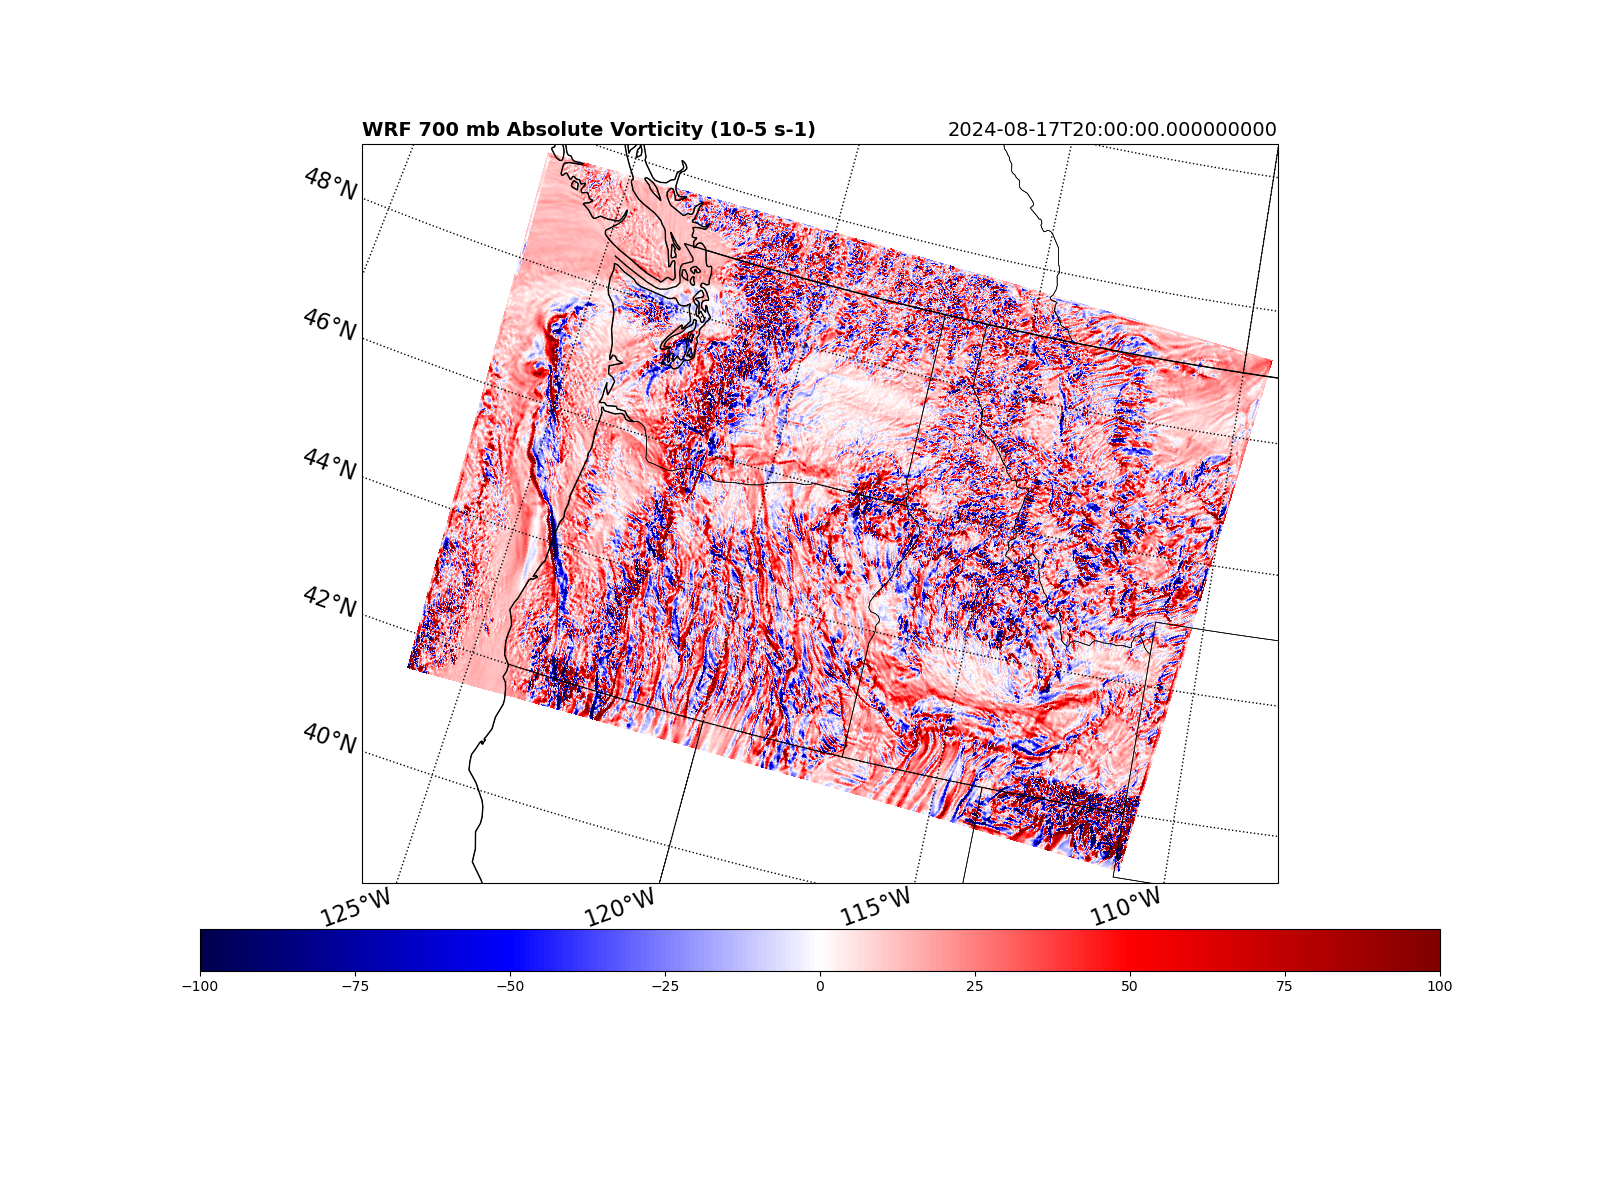 WRF 700 mb Absolute Vorticity (10-5 s-1)
2024-08-17T20:00:00.000000000
48°N
46°N
44°N
42°N
40°N
125°W
120°W
115°W
110°W
−100
−75
−50
−25
0
25
50
75
100